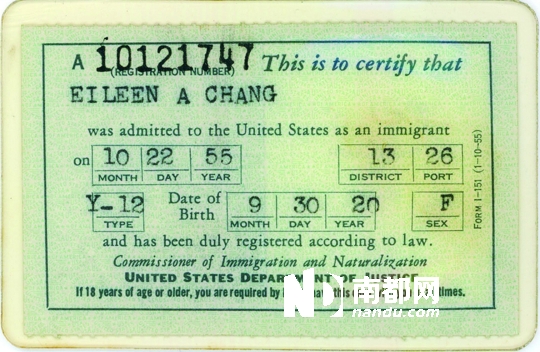 A 10121747 This is to certify that
(REGISTRATION NUMBER)
EILEEN A CHANG
was admitted to the United States as an immigrant
on 10 22 55 13 26
MONTH DAY YEAR DISTRICT PORT
Y-12 Date of Birth 9 30 20 F
TYPE MONTH DAY YEAR SEX
and has been duly registered according to law.
Commissioner of Immigration and Naturalization
UNITED STATES DEPARTMENT OF JUSTICE
If 18 years of age or older, you are required by times.
FORM I-151 (1-10-55)
ND 南都网
nandu.com